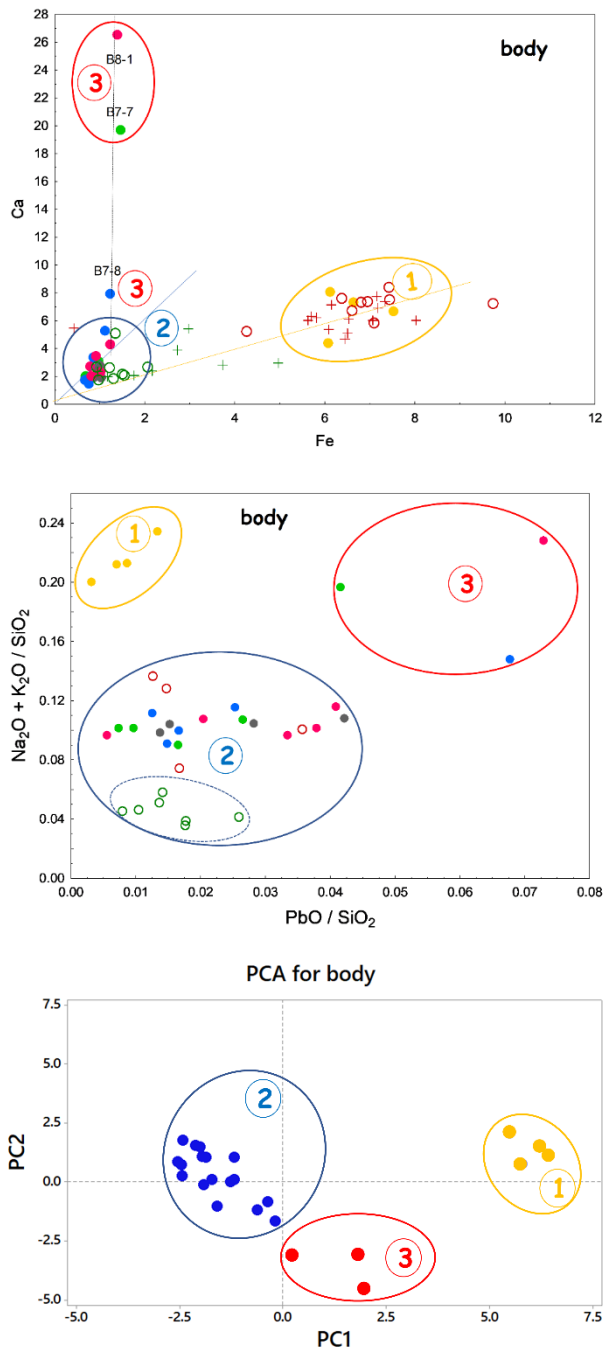 body
28
26
24
22
20
18
16
14
12
10
8
6
4
2
0
Ca
B8-1
3
B7-7
B7-8
3
2
1
0 2 4 6 8 10 12
Fe
body
0.24
0.20
0.16
0.12
0.08
0.04
0.00
Na₂O + K₂O / SiO₂
1
3
2
0.00 0.01 0.02 0.03 0.04 0.05 0.06 0.07 0.08
PbO / SiO₂
PCA for body
7.5
5.0
2.5
0.0
-2.5
-5.0
PC2
2
1
3
-5.0 -2.5 0.0 2.5 5.0 7.5
PC1